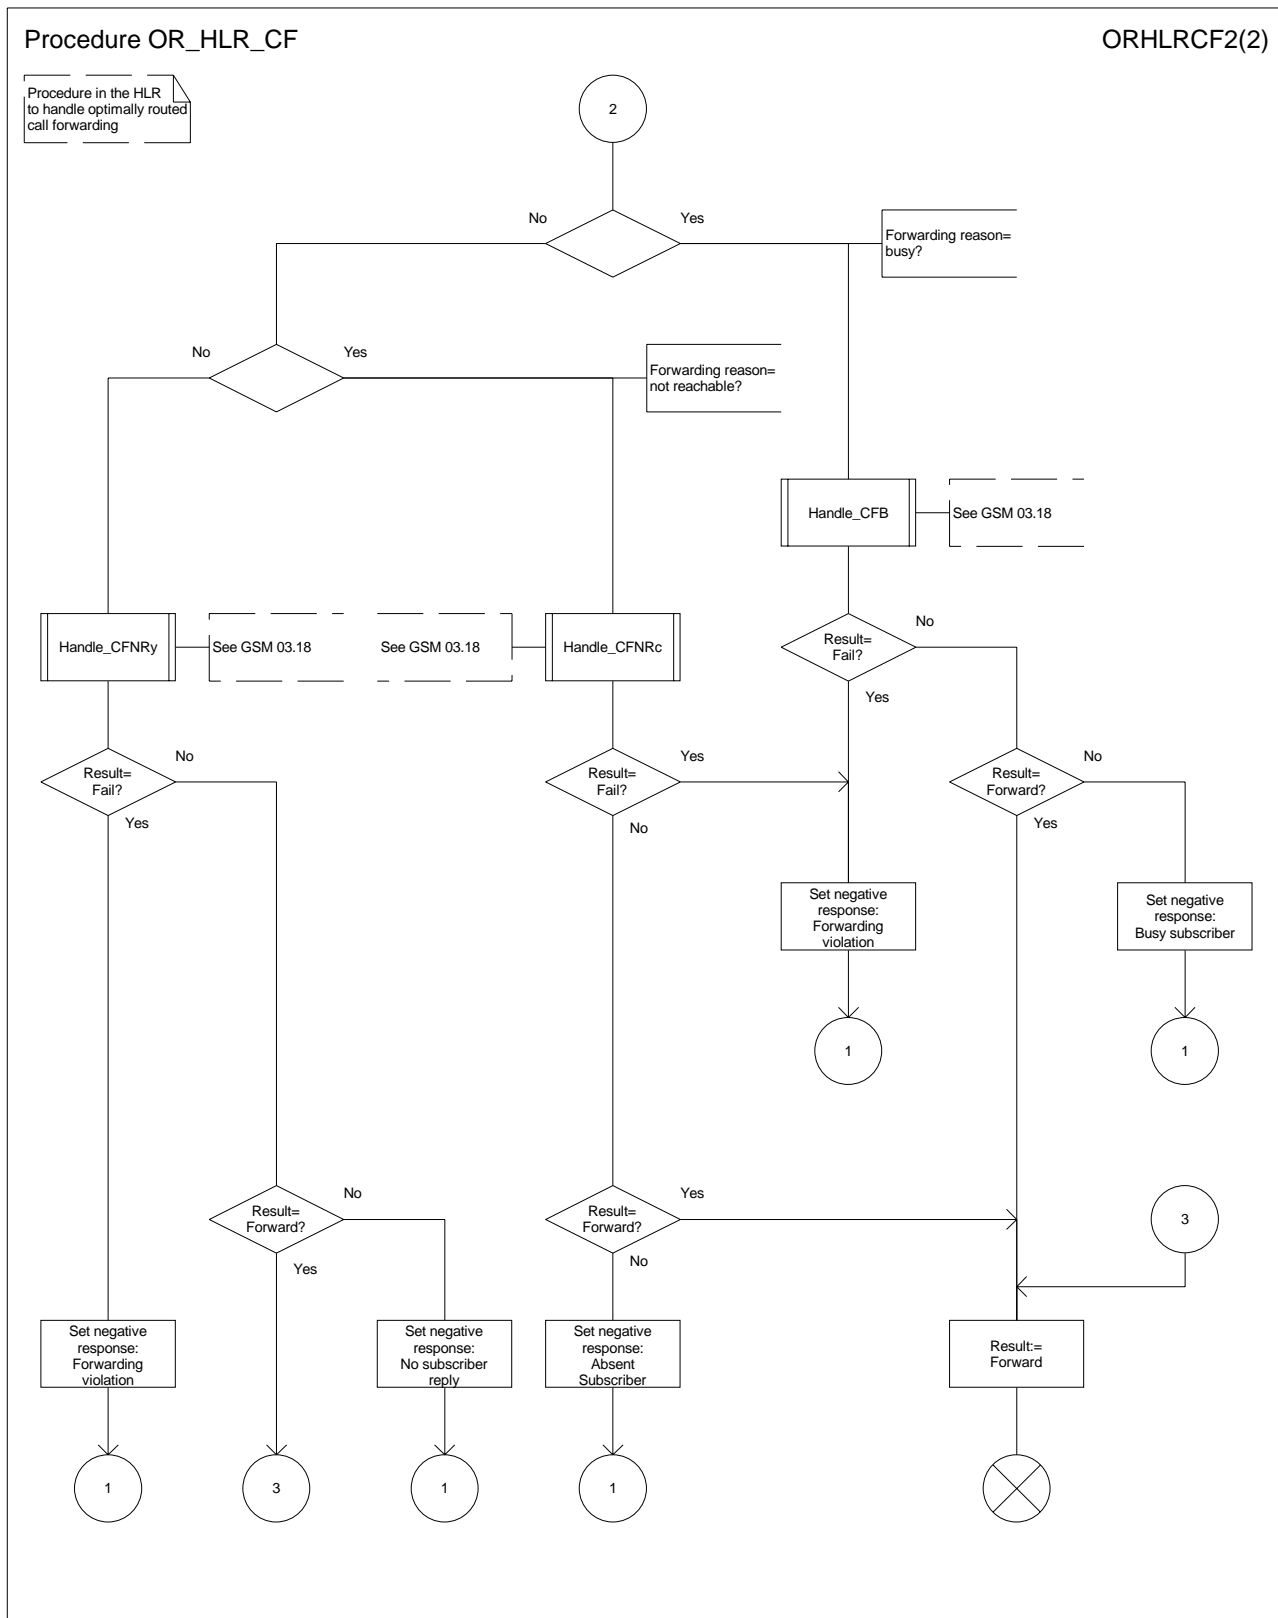 Procedure OR_HLR_CF
ORHLRCF2(2)
Procedure in the HLR
to handle optimally routed
call forwarding
2
No
Yes
Forwarding reason=
busy?
No
Yes
Forwarding reason=
not reachable?
Handle_CFB
See GSM 03.18
Handle_CFNRy
See GSM 03.18
See GSM 03.18
Handle_CFNRc
Result=
Fail?
No
Yes
Result=
Fail?
No
Yes
Result=
Fail?
Yes
No
Result=
Forward?
No
Yes
Set negative
response:
Forwarding
violation
Set negative
response:
Busy subscriber
1
1
Result=
Forward?
No
Yes
Result=
Forward?
Yes
No
3
Set negative
response:
Forwarding
violation
Set negative
response:
No subscriber
reply
Set negative
response:
Absent
Subscriber
Result:=
Forward
1
3
1
1